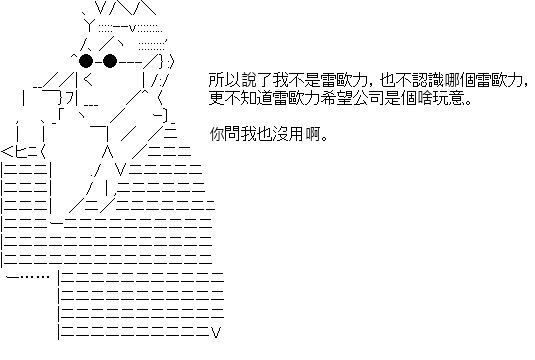 所以說了我不是雷歐力，也不認識哪個雷歐力，
更不知道雷歐力希望公司是個啥玩意。
你問我也沒用啊。